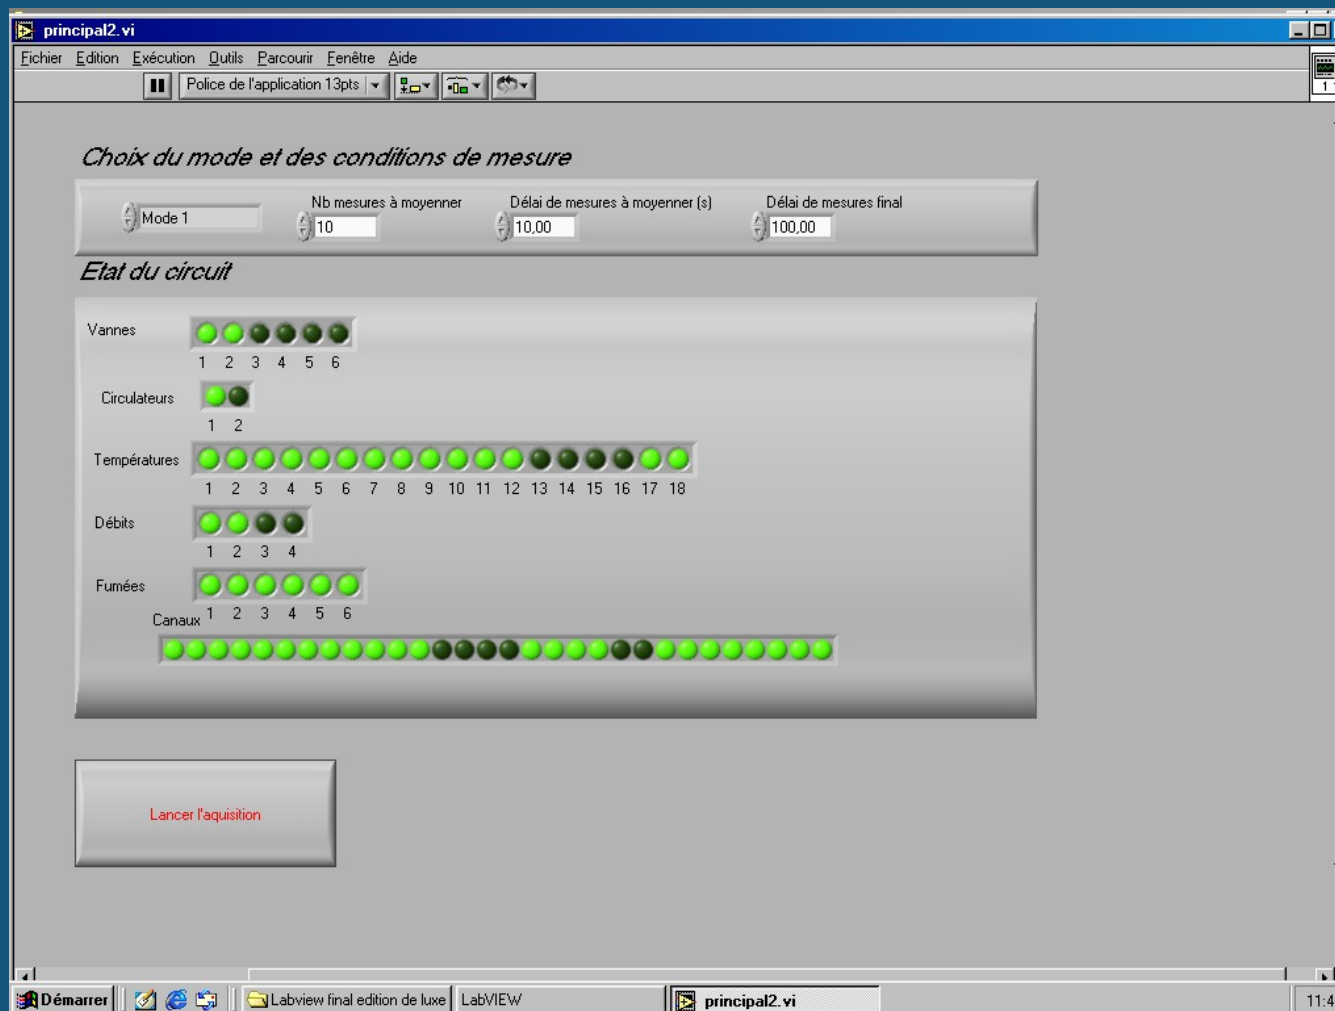 principal2.vi
Fichier Edition Exécution Outils Parcourir Fenêtre Aide
Police de l'application 13pts
1
Choix du mode et des conditions de mesure
Nb mesures à moyenner Délai de mesures à moyenner (s) Délai de mesures final
Mode 1 10 10,00 100,00
Etat du circuit
Vannes
1 2 3 4 5 6
Circulateurs
1 2
Températures
1 2 3 4 5 6 7 8 9 10 11 12 13 14 15 16 17 18
Débits
1 2 3 4
Fumées
1 2 3 4 5 6
Canaux
Lancer l'aquisition
Démarrer Labview final edition de luxe LabVIEW principal2.vi 11:4